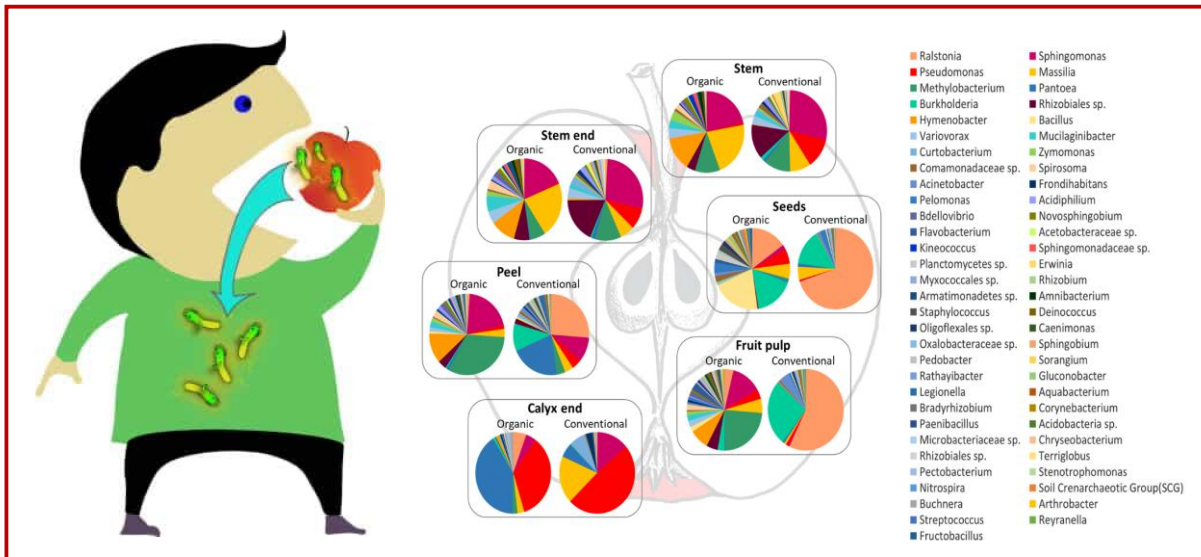 Stem
Organic Conventional
Stem end
Organic Conventional
Seeds
Organic Conventional
Peel
Organic Conventional
Fruit pulp
Organic Conventional
Calyx end
Organic Conventional
Ralstonia
Pseudomonas
Methylobacterium
Burkholderia
Hymenobacter
Variovorax
Curtobacterium
Comamonadaceae sp.
Acinetobacter
Pelomonas
Bdellovibrio
Flavobacterium
Kineococcus
Planctomycetes sp.
Myxococcales sp.
Armatimonadetes sp.
Staphylococcus
Oligoflexales sp.
Oxalobacteraceae sp.
Pedobacter
Rathayibacter
Legionella
Bradyrhizobium
Paenibacillus
Microbacteriaceae sp.
Rhizobiales sp.
Pectobacterium
Nitrospira
Buchnera
Streptococcus
Fructobacillus
Sphingomonas
Massilia
Pantoea
Rhizobiales sp.
Bacillus
Mucilaginibacter
Zymomonas
Spirosoma
Frondihabitans
Acidiphilium
Novosphingobium
Acetobacteraceae sp.
Sphingomonadaceae sp.
Erwinia
Rhizobium
Amnibacterium
Deinococcus
Caenimonas
Sphingobium
Sorangium
Gluconobacter
Aquabacterium
Corynebacterium
Acidobacteria sp.
Chryseobacterium
Terriglobus
Stenotrophomonas
Soil Crenarchaeotic Group(SCG)
Arthrobacter
Reyranella